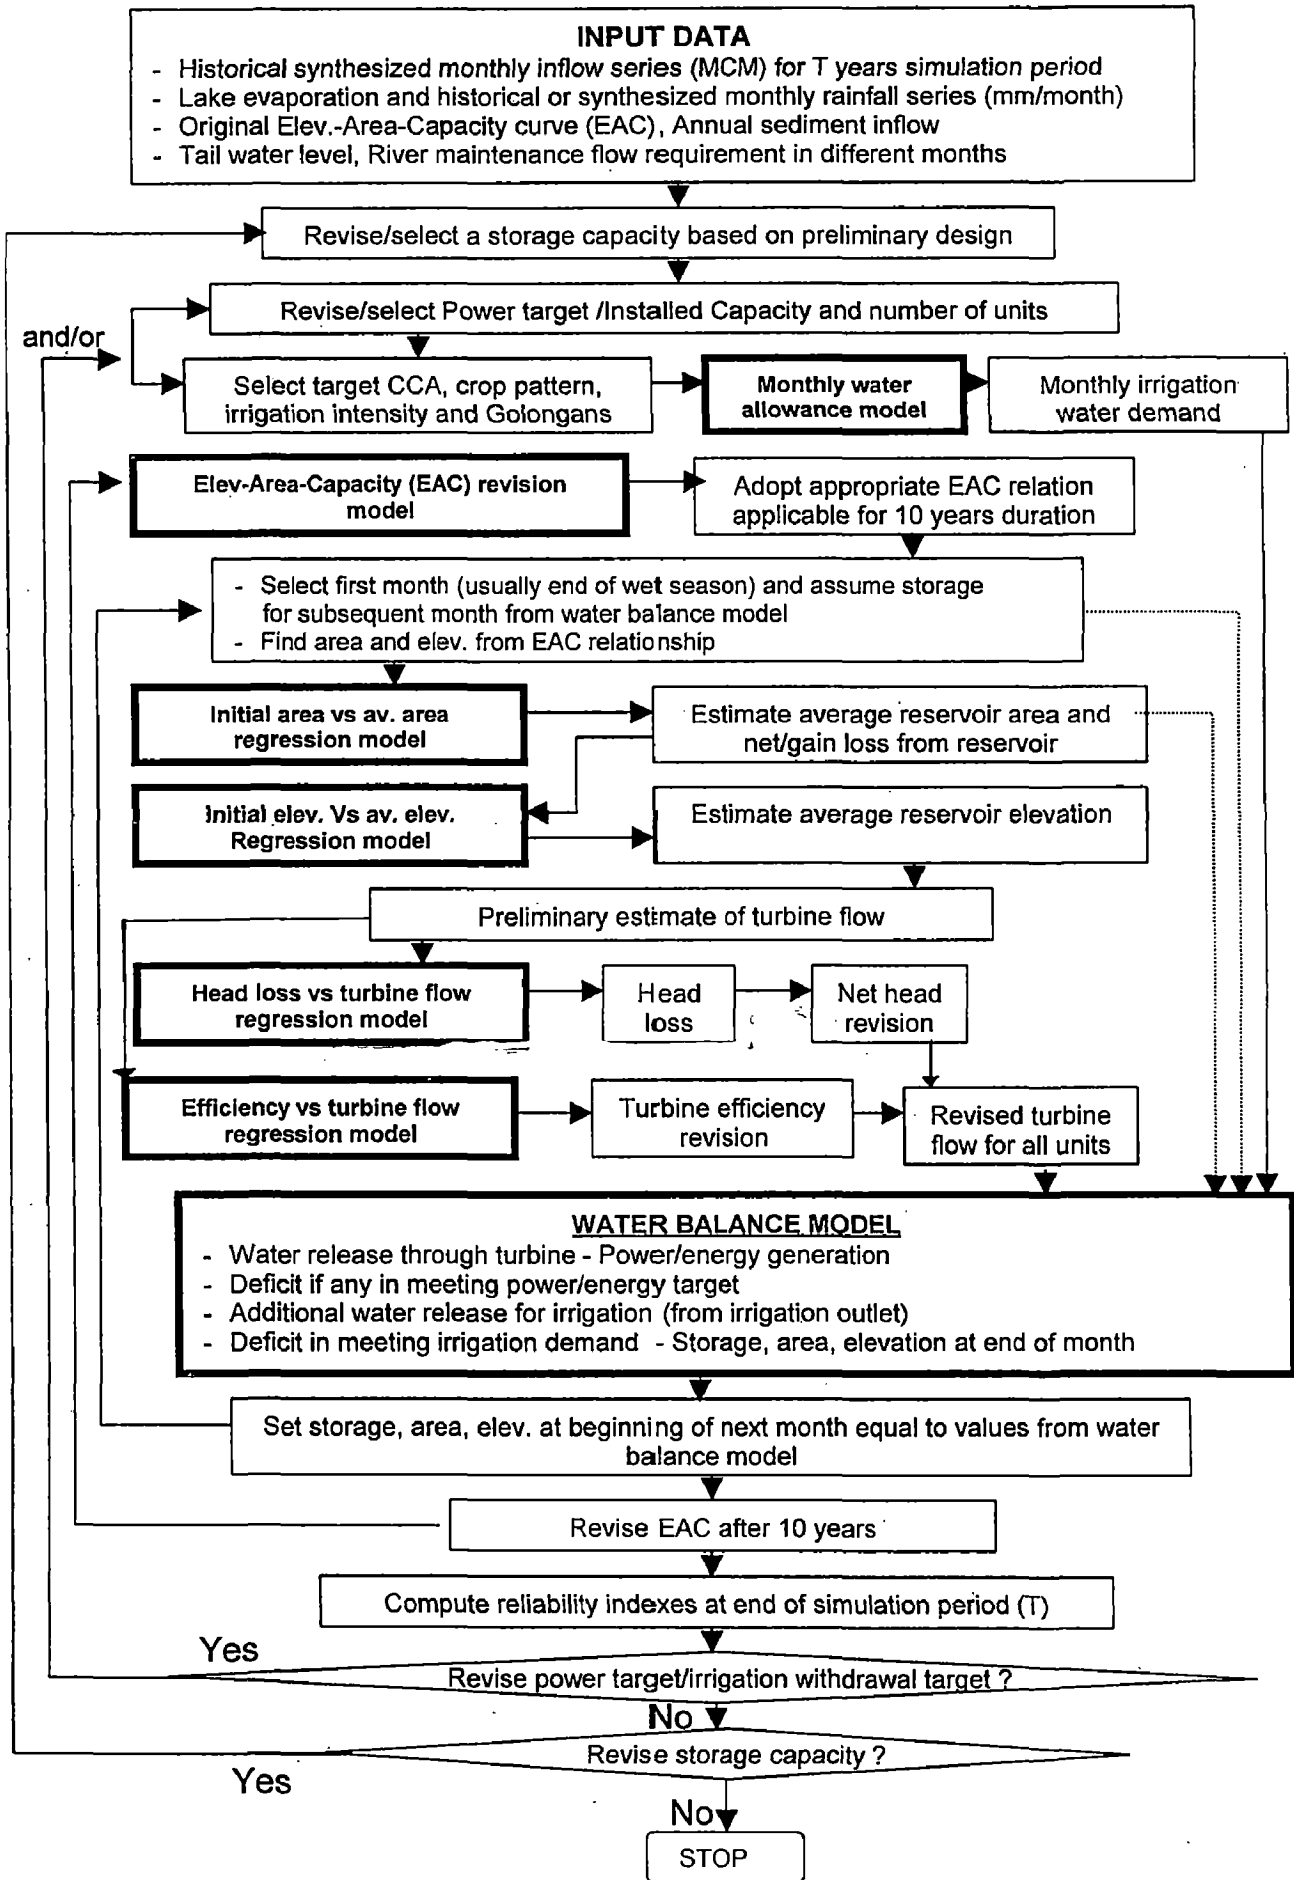 INPUT DATA
- Historical synthesized monthly inflow series (MCM) for T years simulation period
- Lake evaporation and historical or synthesized monthly rainfall series (mm/month)
- Original Elev.-Area-Capacity curve (EAC), Annual sediment inflow
- Tail water level, River maintenance flow requirement in different months
Revise/select a storage capacity based on preliminary design
Revise/select Power target /Installed Capacity and number of units
and/or
Select target CCA, crop pattern,
irrigation intensity and Golongans
Monthly water
allowance model
Monthly irrigation
water demand
Elev-Area-Capacity (EAC) revision
model
Adopt appropriate EAC relation
applicable for 10 years duration
- Select first month (usually end of wet season) and assume storage
for subsequent month from water balance model
- Find area and elev. from EAC relationship
Initial area vs av. area
regression model
Estimate average reservoir area and
net/gain loss from reservoir
Initial elev. Vs av. elev.
Regression model
Estimate average reservoir elevation
Preliminary estimate of turbine flow
Head loss vs turbine flow
regression model
Head
loss
Net head
revision
Efficiency vs turbine flow
regression model
Turbine efficiency
revision
Revised turbine
flow for all units
WATER BALANCE MODEL
- Water release through turbine - Power/energy generation
- Deficit if any in meeting power/energy target
- Additional water release for irrigation (from irrigation outlet)
- Deficit in meeting irrigation demand - Storage, area, elevation at end of month
Set storage, area, elev. at beginning of next month equal to values from water
balance model
Revise EAC after 10 years
Compute reliability indexes at end of simulation period (T)
Yes
Revise power target/irrigation withdrawal target ?
No
Revise storage capacity ?
Yes
No
STOP